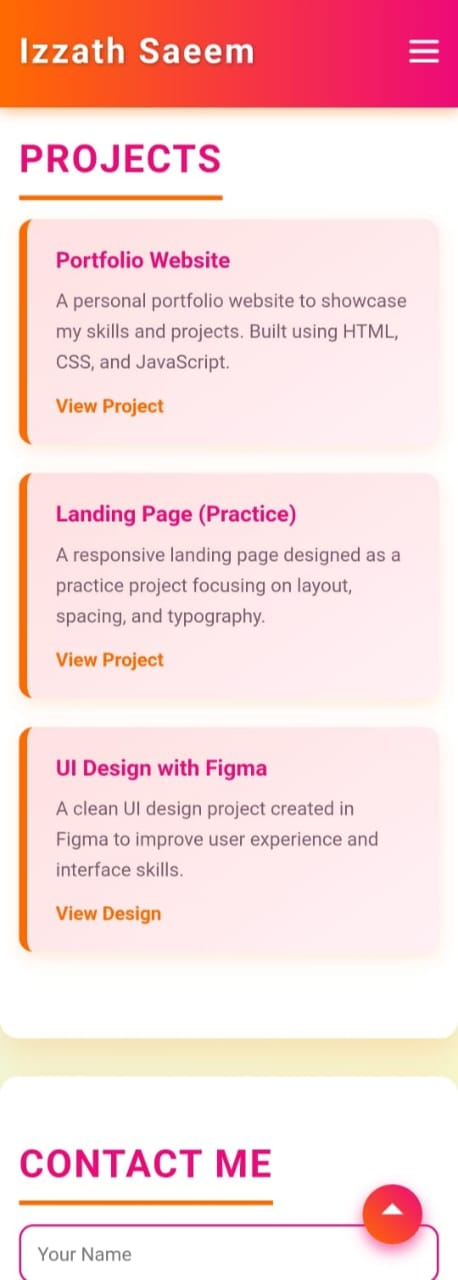 Izzath Saeem
PROJECTS
Portfolio Website
A personal portfolio website to showcase
my skills and projects. Built using HTML,
CSS, and JavaScript.
View Project
Landing Page (Practice)
A responsive landing page designed as a
practice project focusing on layout,
spacing, and typography.
View Project
UI Design with Figma
A clean UI design project created in
Figma to improve user experience and
interface skills.
View Design
CONTACT ME
Your Name